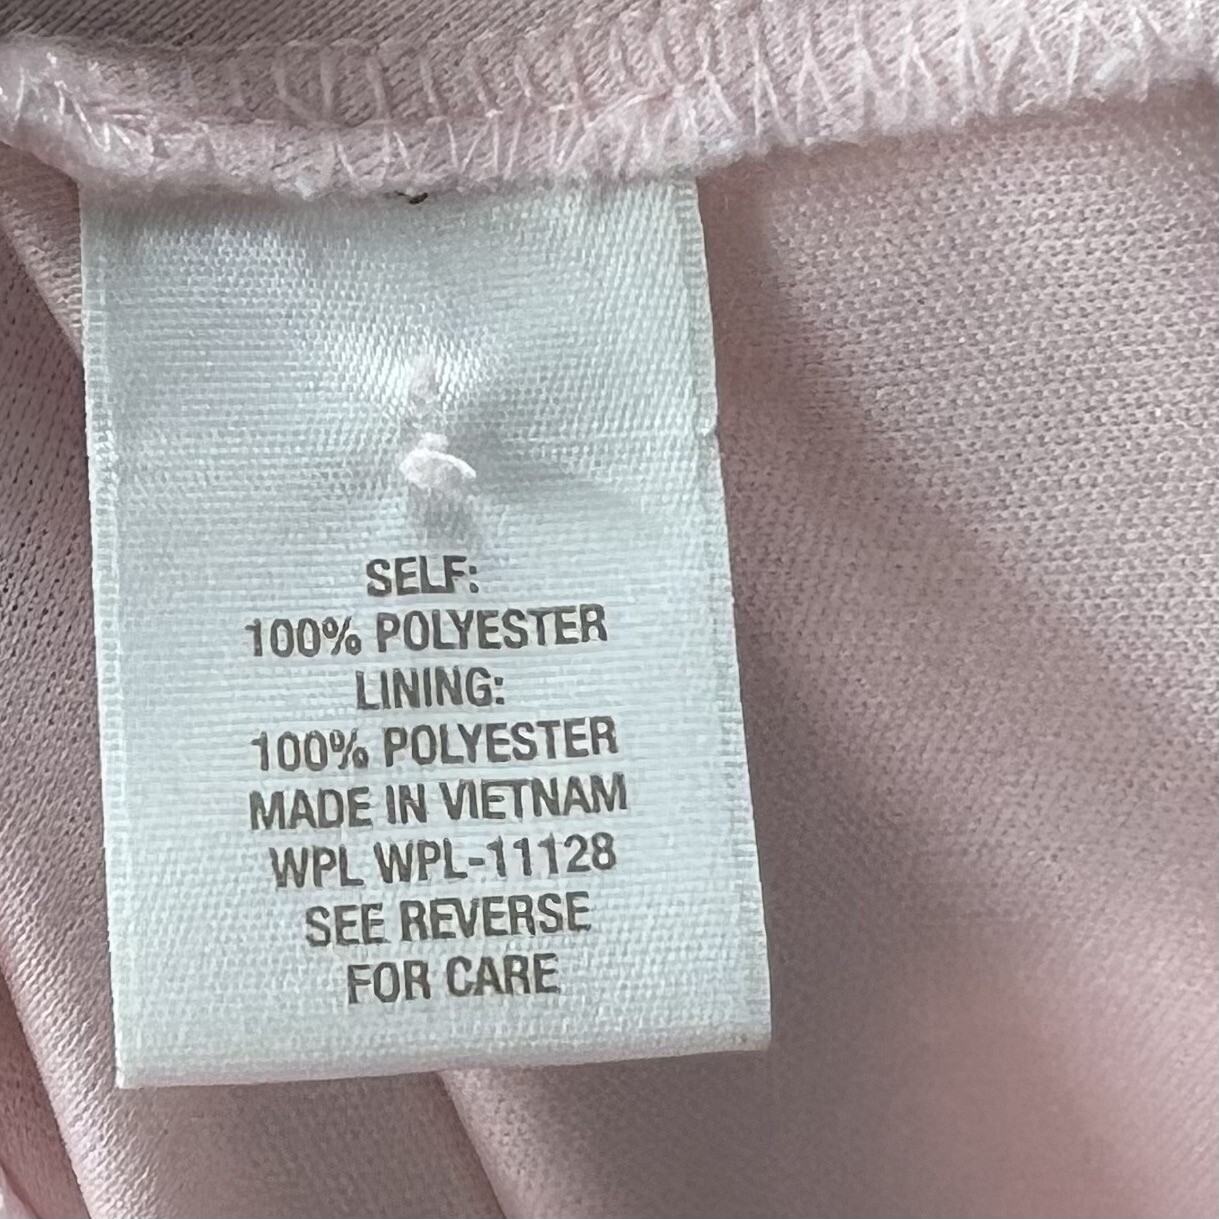 SELF:
100% POLYESTER
LINING:
100% POLYESTER
MADE IN VIETNAM
WPL WPL-11128
SEE REVERSE
FOR CARE